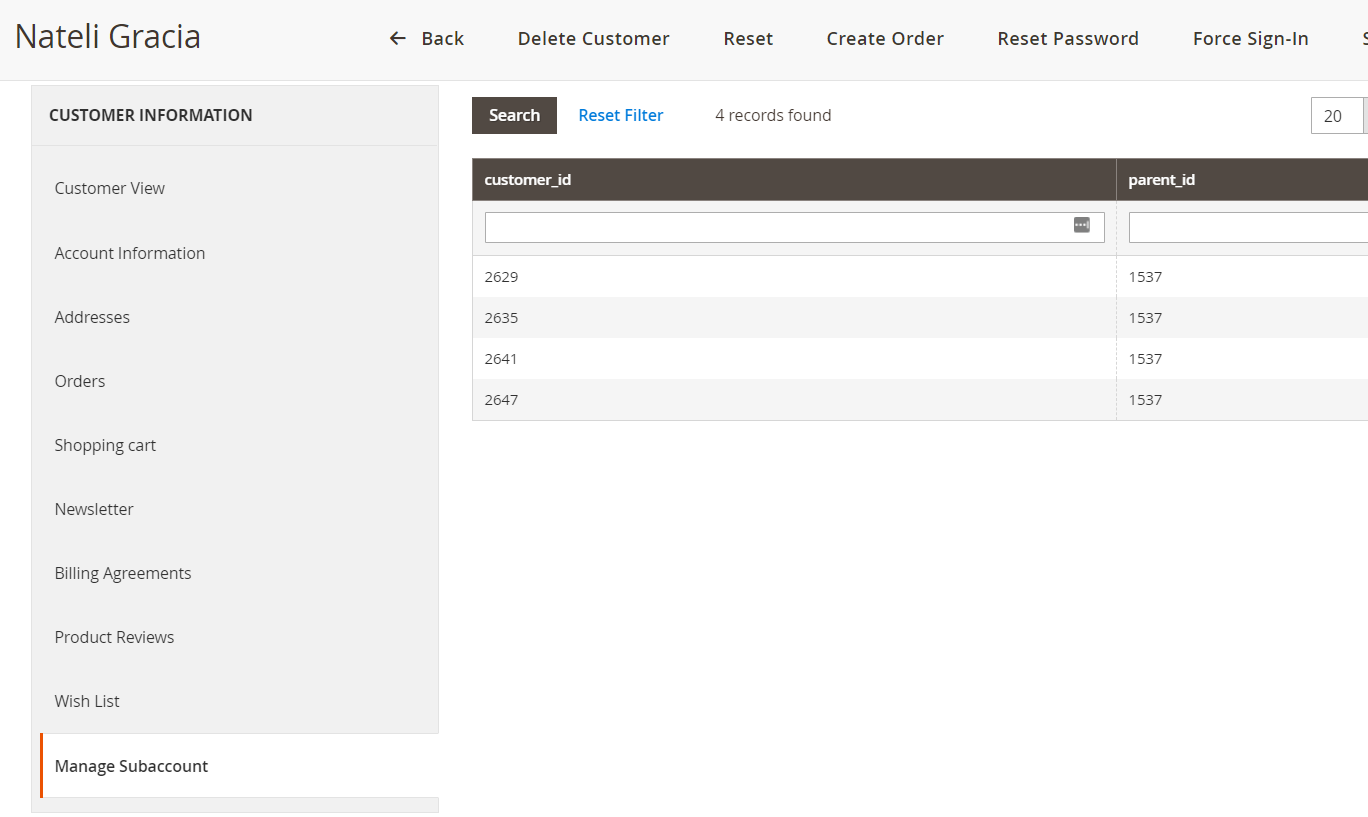 Nateli Gracia
Back Delete Customer Reset Create Order Reset Password Force Sign-In
CUSTOMER INFORMATION
Customer View
Account Information
Addresses
Orders
Shopping cart
Newsletter
Billing Agreements
Product Reviews
Wish List
Manage Subaccount
Search Reset Filter 4 records found 20
customer_id parent_id
2629 1537
2635 1537
2641 1537
2647 1537